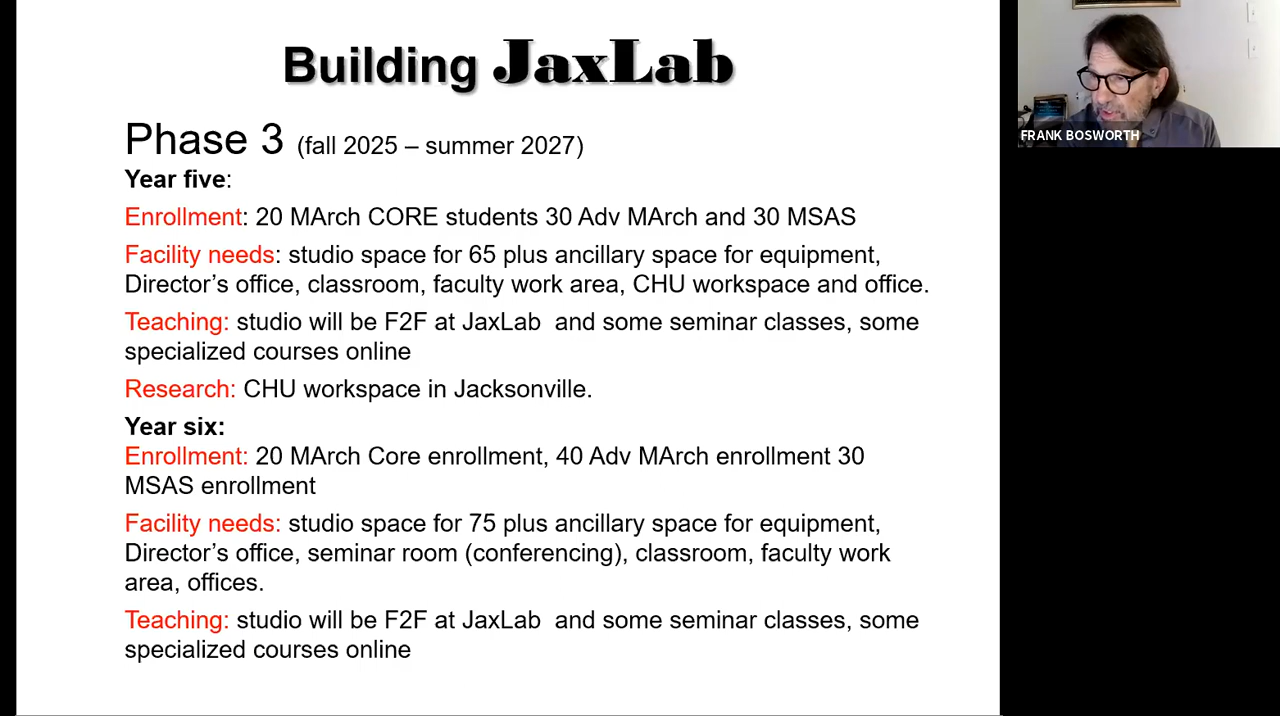 Building JaxLab
Phase 3 (fall 2025 – summer 2027)
Year five:
Enrollment: 20 MArch CORE students 30 Adv MArch and 30 MSAS
Facility needs: studio space for 65 plus ancillary space for equipment,
Director’s office, classroom, faculty work area, CHU workspace and office.
Teaching: studio will be F2F at JaxLab  and some seminar classes, some
specialized courses online
Research: CHU workspace in Jacksonville.
Year six:
Enrollment: 20 MArch Core enrollment, 40 Adv MArch enrollment 30
MSAS enrollment
Facility needs: studio space for 75 plus ancillary space for equipment,
Director’s office, seminar room (conferencing), classroom, faculty work
area, offices.
Teaching: studio will be F2F at JaxLab  and some seminar classes, some
specialized courses online
FRANK BOSWORTH